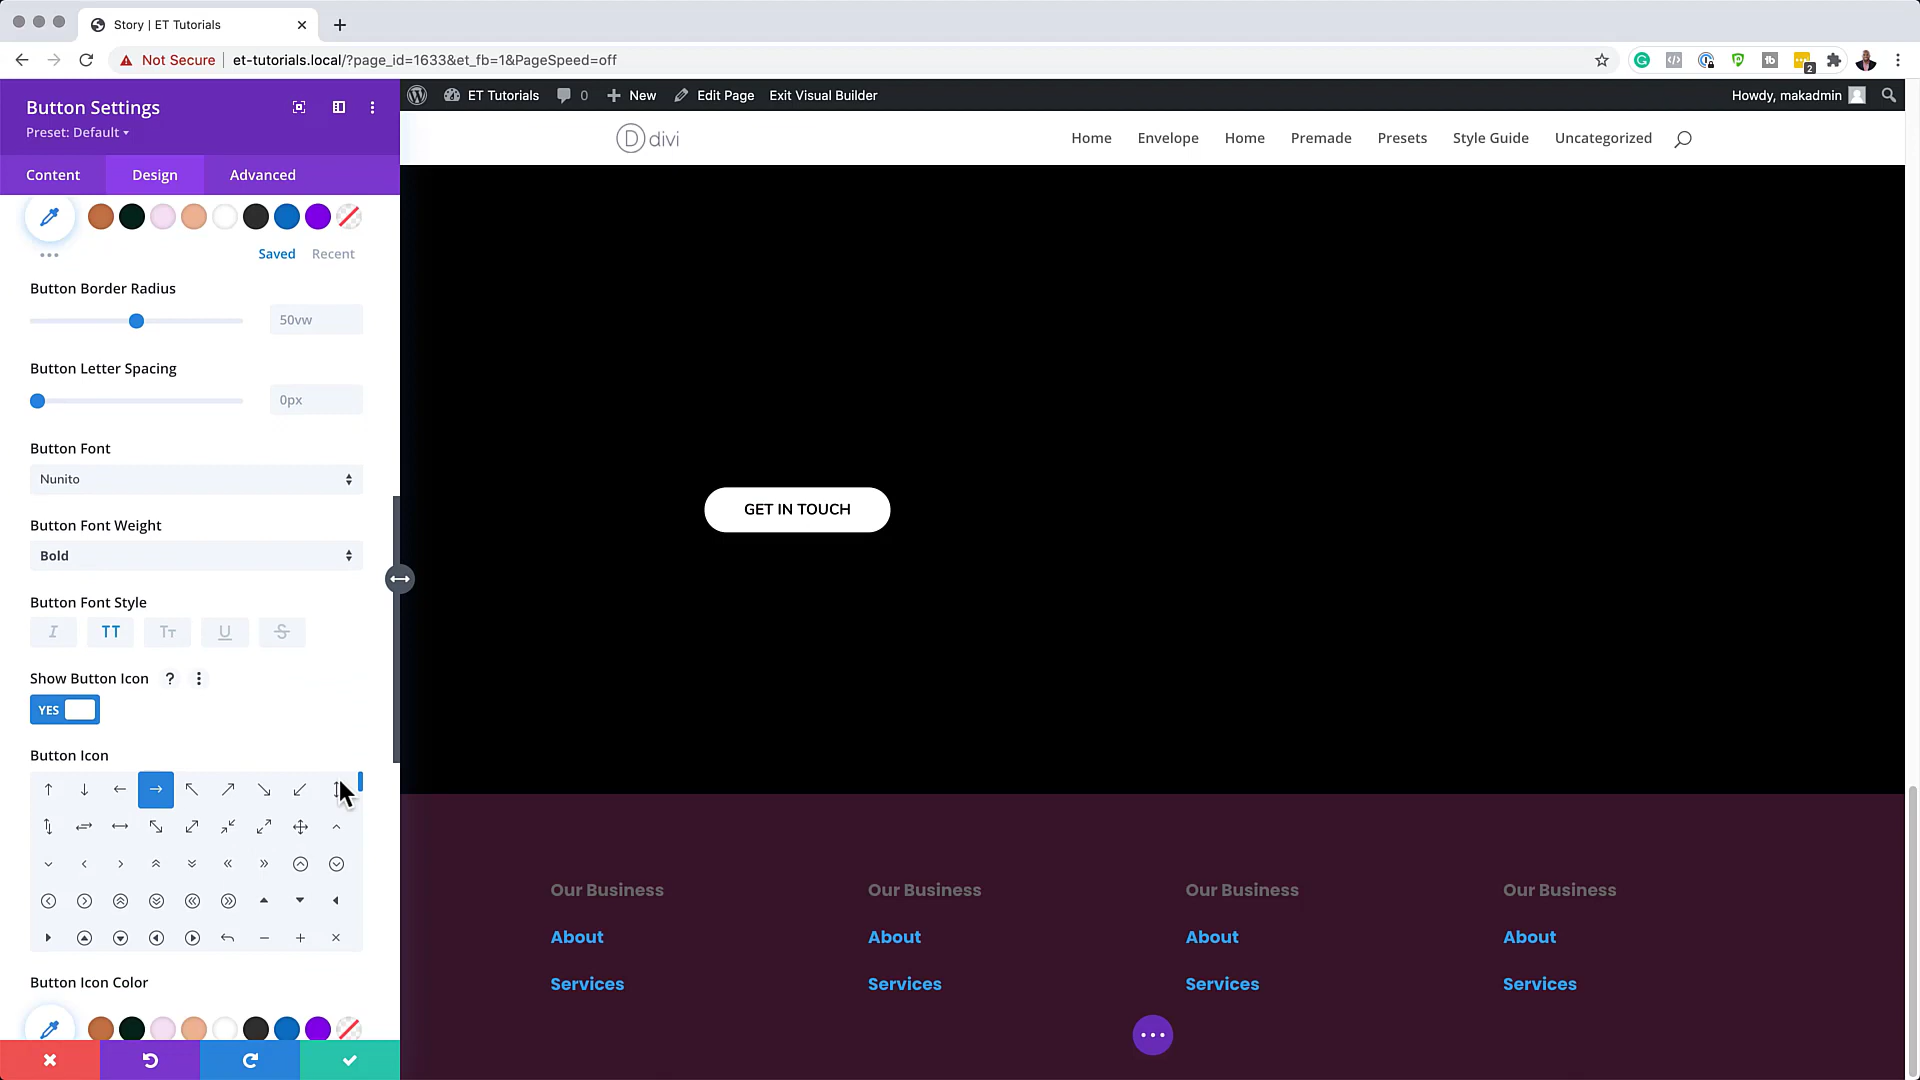 Story | ET Tutorials
Not Secure
et-tutorials.local/?page_id=1633&et_fb=1&PageSpeed=off
2
Button Settings
Preset: Default
Content
Design
Advanced
ET Tutorials
0
New
Edit Page
Exit Visual Builder
Howdy, makadmin
D divi
Home
Envelope
Home
Premade
Presets
Style Guide
Uncategorized
Saved
Recent
Button Border Radius
50vw
Button Letter Spacing
0px
Button Font
Nunito
Button Font Weight
Bold
Button Font Style
I
TT
Tт
U
S
Show Button Icon
?
YES
Button Icon
Button Icon Color
GET IN TOUCH
Our Business
Our Business
Our Business
Our Business
About
About
About
About
Services
Services
Services
Services